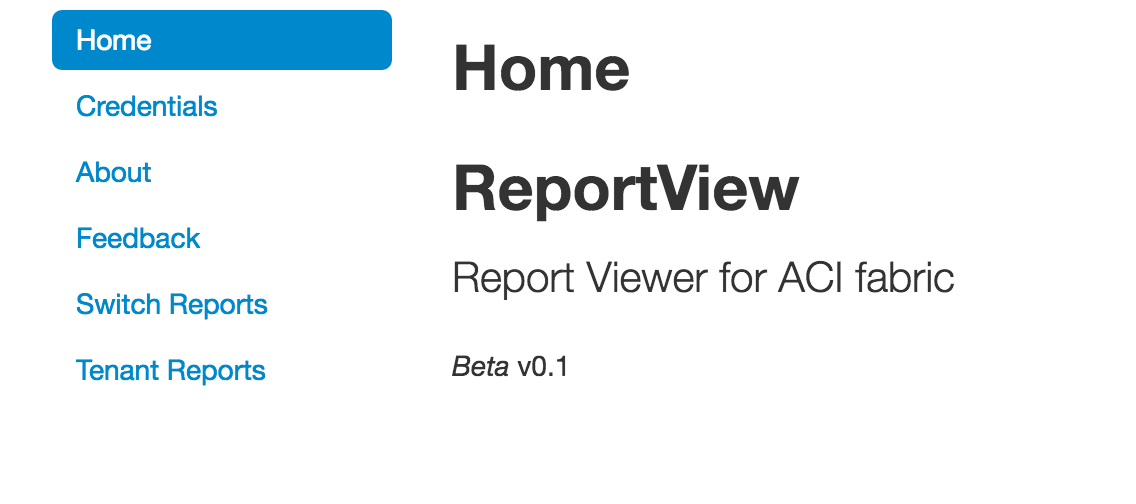 Home
Credentials
About
Feedback
Switch Reports
Tenant Reports
Home
ReportView
Report Viewer for ACI fabric
Beta v0.1